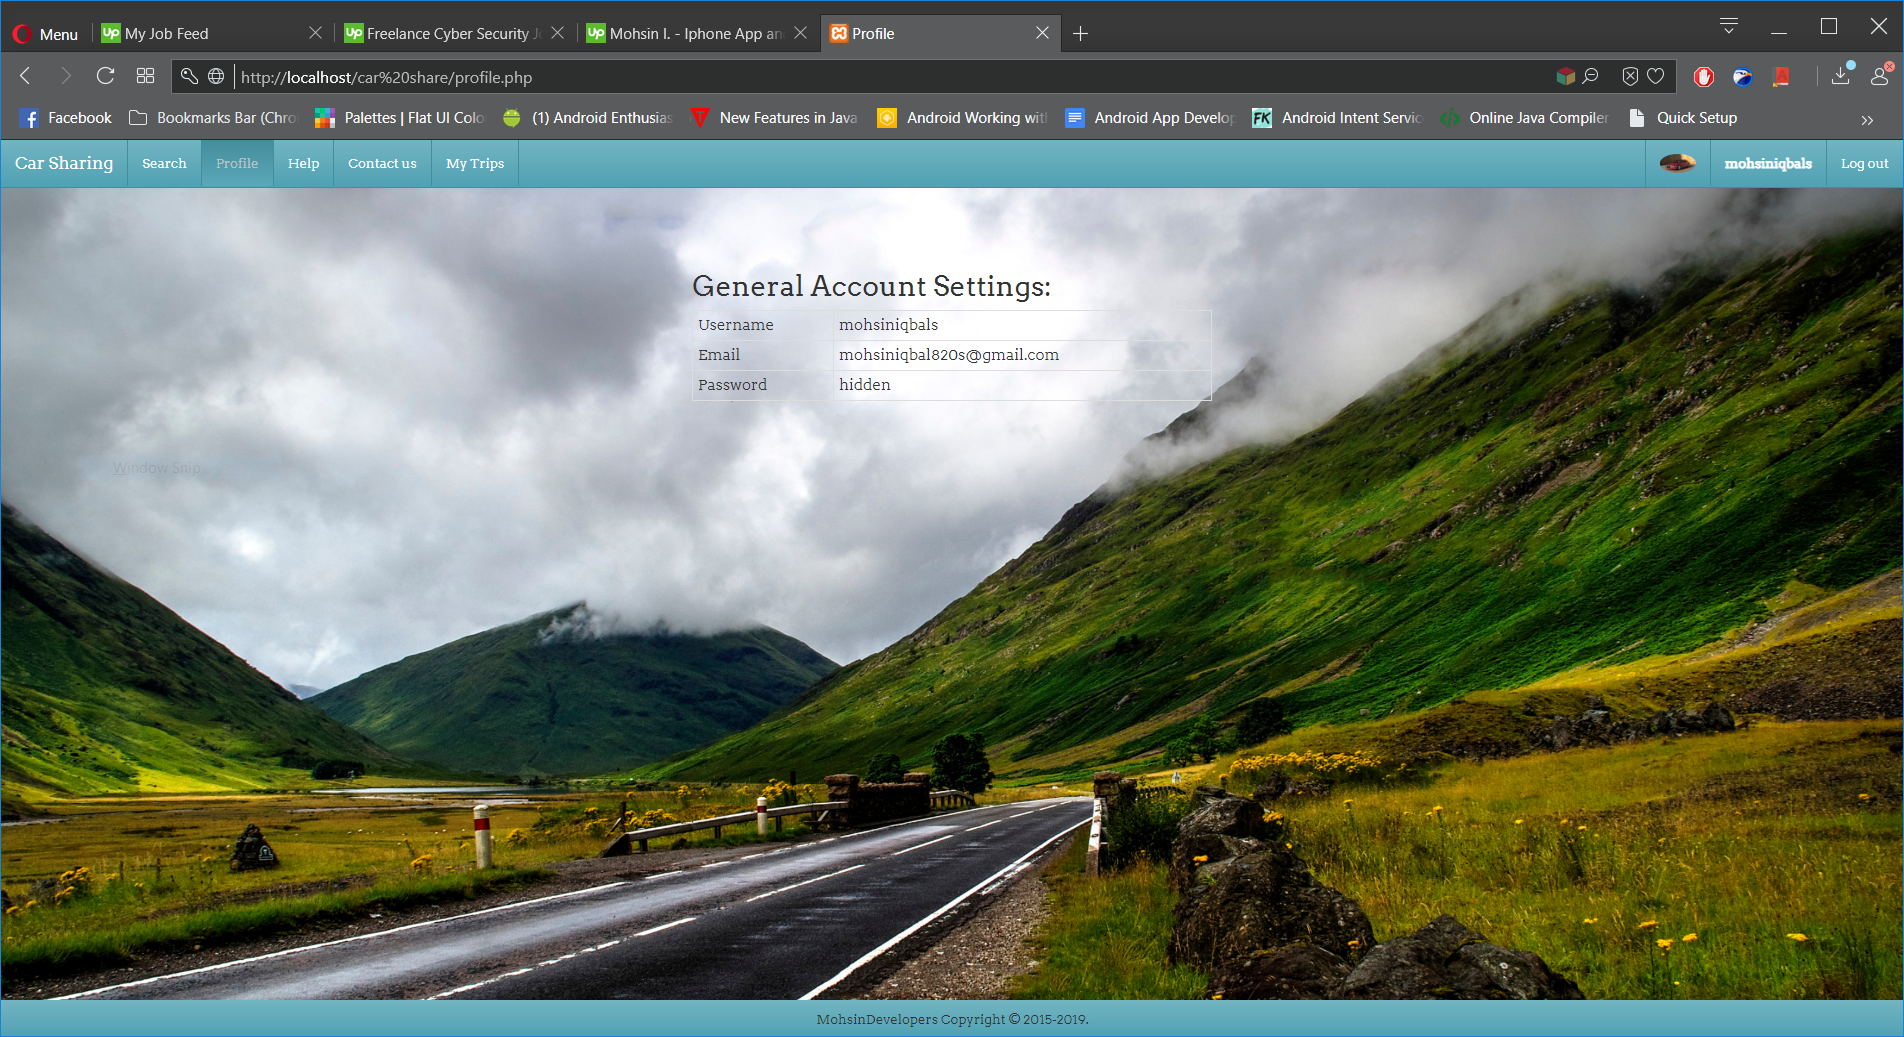 Menu
My Job Feed
Freelance Cyber Security
Mohsin I. - Iphone App
Profile
http://localhost/car%20share/profile.php
Facebook
Bookmarks Bar (Chro
Palettes | Flat UI Colo
(1) Android Enthusias
New Features in Java
Android Working wit
Android App Develop
Android Intent Servic
Online Java Compiler
Quick Setup
Car Sharing
Search
Profile
Help
Contact us
My Trips
mohsiniqbals
Log out
General Account Settings:
Username mohsiniqbals
Email mohsiniqbal820s@gmail.com
Password hidden
Window Snip
MohsinDevelopers Copyright © 2015-2019.